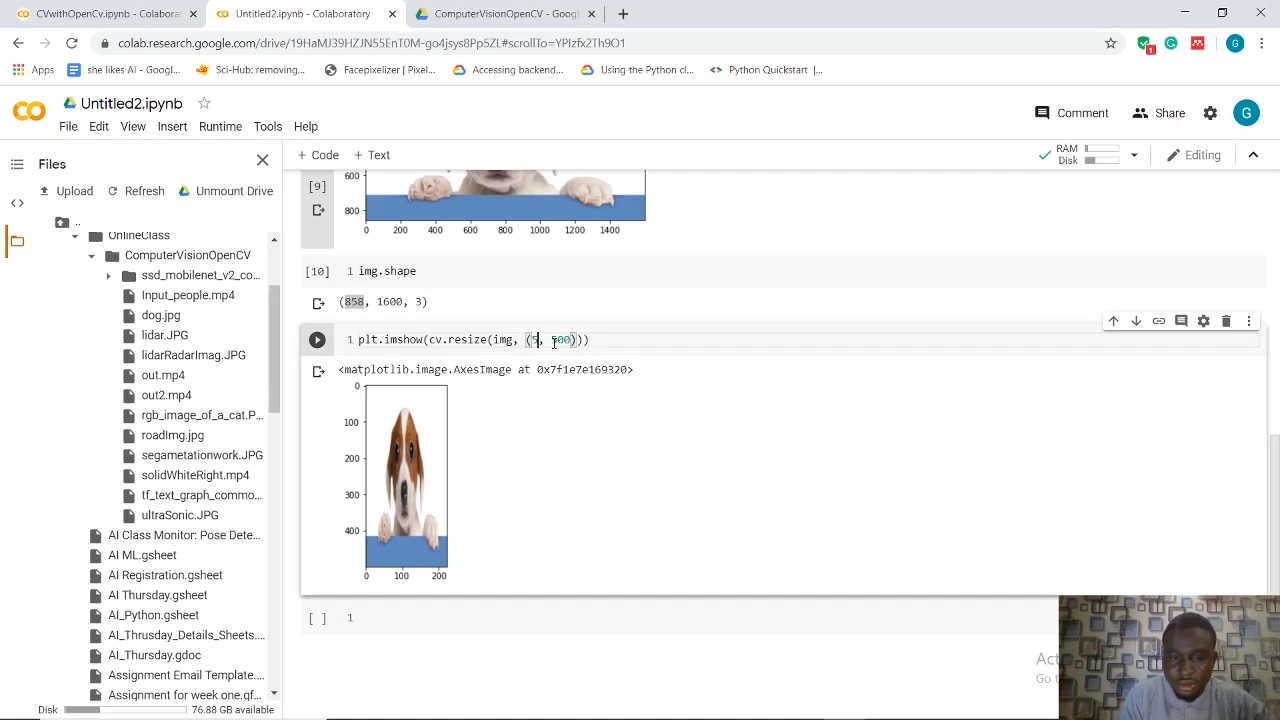 CVwithOpenCv.ipynb - Colaborat
Untitled2.ipynb - Colaboratory
ComputerVisionOpenCV - Googl
colab.research.google.com/drive/19HaMJ39HZJN55EnT0M-go4jsys8Pp5ZL#scrollTo=YPlzfx2Th9O1
Apps
she likes AI - Googl...
Sci-Hub: removing...
Facepixelizer | Pixel...
Accessing backend...
Using the Python cl...
Python Quickstart |...
Untitled2.ipynb
Comment
Share
G
File Edit View Insert Runtime Tools Help
Files
+ Code + Text
RAM
Disk
Editing
Upload Refresh Unmount Drive
..
OnlineClass
ComputerVisionOpenCV
ssd_mobilenet_v2_co...
Input_people.mp4
dog.jpg
lidar.JPG
lidarRadarImag.JPG
out.mp4
out2.mp4
rgb_image_of_a_cat.P...
roadImg.jpg
segametationwork.JPG
solidWhiteRight.mp4
tf_text_graph_commo...
ultraSonic.JPG
AI Class Monitor: Pose Dete...
AI ML.gsheet
AI Registration.gsheet
AI Thursday.gsheet
AI_Python.gsheet
AI_Thrusday_Details_Sheets....
AI_Thursday.gdoc
Assignment Email Template...
Assignment for week one.gf...
Disk 76.88 GB available
[9]
600
800
0 200 400 600 800 1000 1200 1400
[10] 1 img.shape
(858, 1600, 3)
1 plt.imshow(cv.resize(img, (5, 500)))
<matplotlib.image.AxesImage at 0x7f1e7e169320>
0
100
200
300
400
0 100 200
[ ] 1